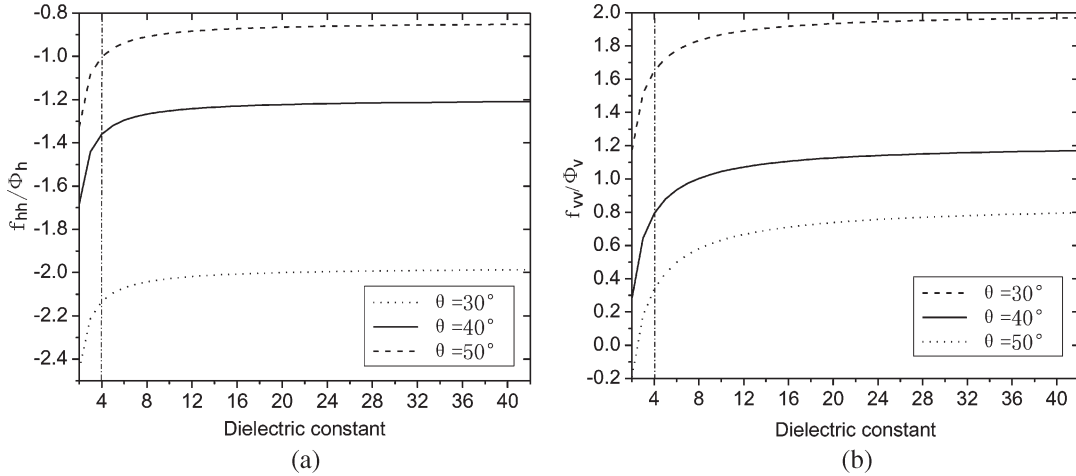 -0.8
-1.0
-1.2
-1.4
-1.6
-1.8
-2.0
-2.2
-2.4
f_hh/Φ_h
θ =30°
θ =40°
θ =50°
4 8 12 16 20 24 28 32 36 40
Dielectric constant
(a)
2.0
1.8
1.6
1.4
1.2
1.0
0.8
0.6
0.4
0.2
0.0
-0.2
f_vv/Φ_v
θ =30°
θ =40°
θ =50°
4 8 12 16 20 24 28 32 36 40
Dielectric constant
(b)